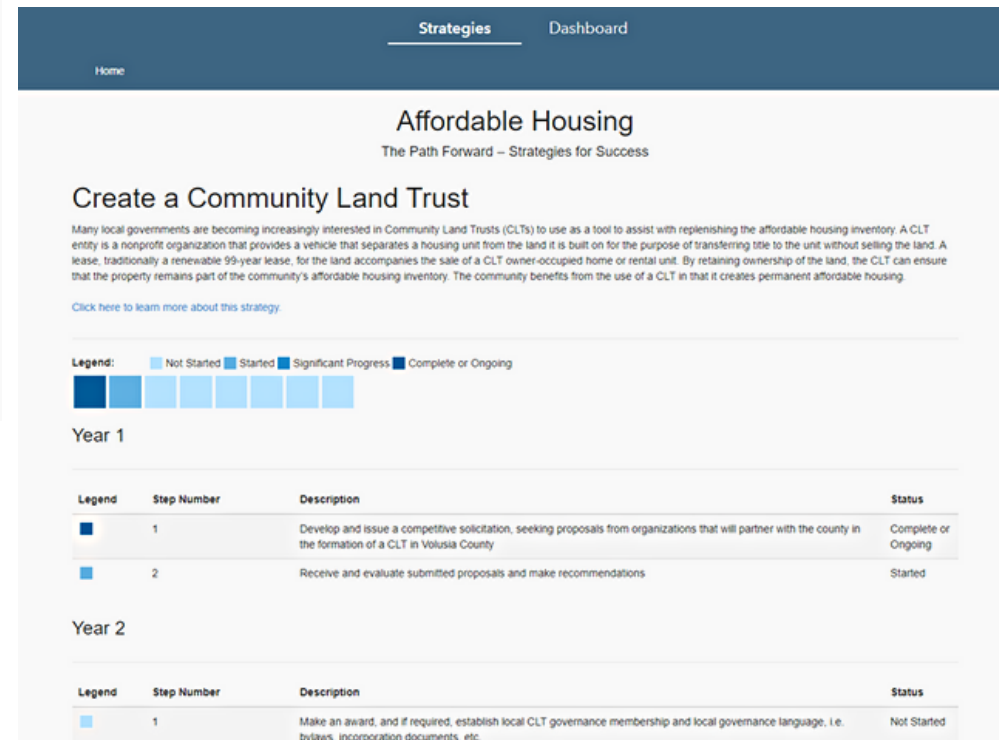 Strategies Dashboard
Home
Affordable Housing
The Path Forward – Strategies for Success
Create a Community Land Trust
Many local governments are becoming increasingly interested in Community Land Trusts (CLTs) to use as a tool to assist with replenishing the affordable housing inventory. A CLT
entity is a nonprofit organization that provides a vehicle that separates a housing unit from the land it is built on for the purpose of transferring title to the unit without selling the land. A
lease, traditionally a renewable 99-year lease, for the land accompanies the sale of a CLT owner-occupied home or rental unit. By retaining ownership of the land, the CLT can ensure
that the property remains part of the community's affordable housing inventory. The community benefits from the use of a CLT in that it creates permanent affordable housing.
Click here to learn more about this strategy.
Legend: Not Started Started Significant Progress Complete or Ongoing
Year 1
Legend Step Number Description Status
1 Develop and issue a competitive solicitation, seeking proposals from organizations that will partner with the county in Complete or
the formation of a CLT in Volusia County Ongoing
2 Receive and evaluate submitted proposals and make recommendations Started
Year 2
Legend Step Number Description Status
1 Make an award, and if required, establish local CLT governance membership and local governance language, i.e. Not Started
bylaws, incorporation documents, etc.